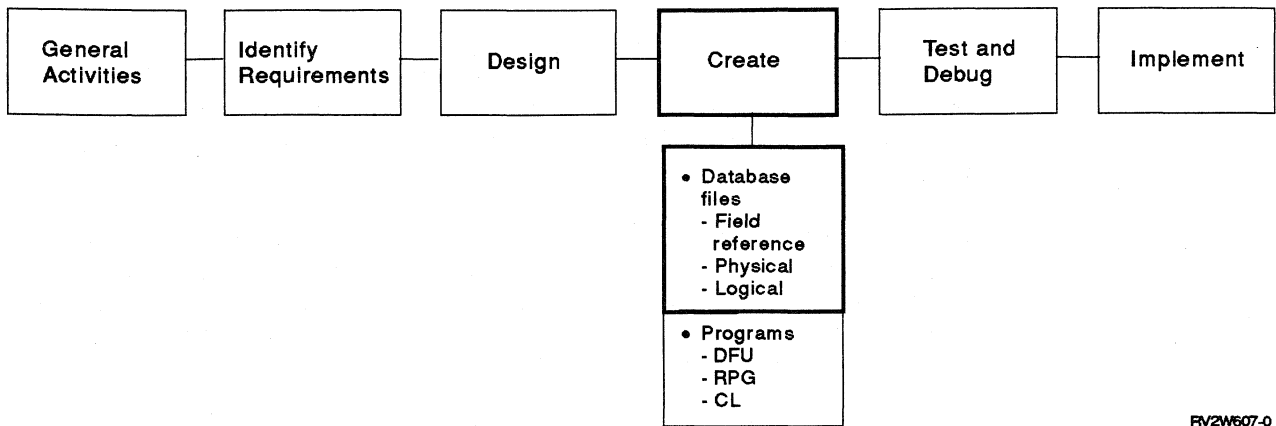 General
Activities
Identify
Requirements
Design
Create
Test and
Debug
Implement
• Database
files
- Field
reference
- Physical
- Logical
• Programs
- DFU
- RPG
- CL
RV2W607-0